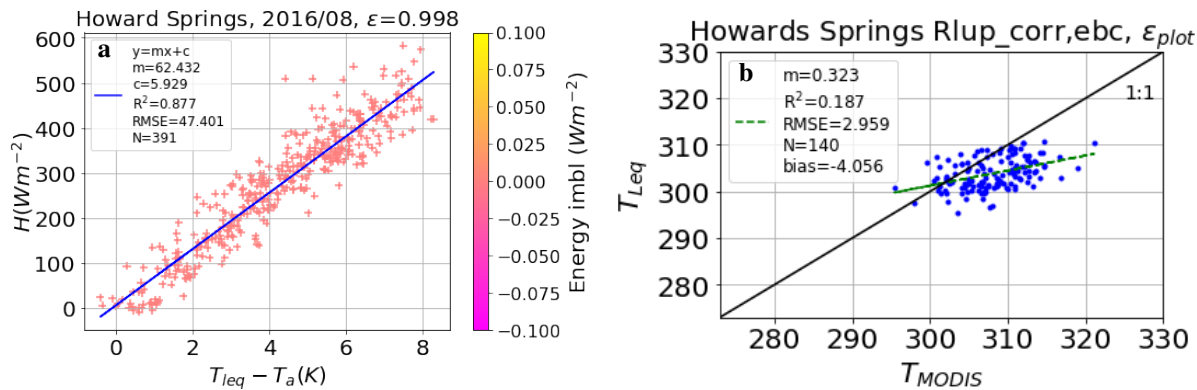 Howard Springs, 2016/08, ε=0.998
a
y=mx+c
m=62.432
c=5.929
R²=0.877
RMSE=47.401
N=391
600
500
400
300
200
100
0
H(Wm⁻²)
0 2 4 6 8
T_leq − T_a(K)
0.100
0.075
0.050
0.025
0.000
−0.025
−0.050
−0.075
−0.100
Energy imbl (Wm⁻²)
Howards Springs Rlup_corr,ebc, ε_plot
b
m=0.323
R²=0.187
RMSE=2.959
N=140
bias=-4.056
1:1
330
320
310
300
290
280
T_Leq
280 290 300 310 320 330
T_MODIS